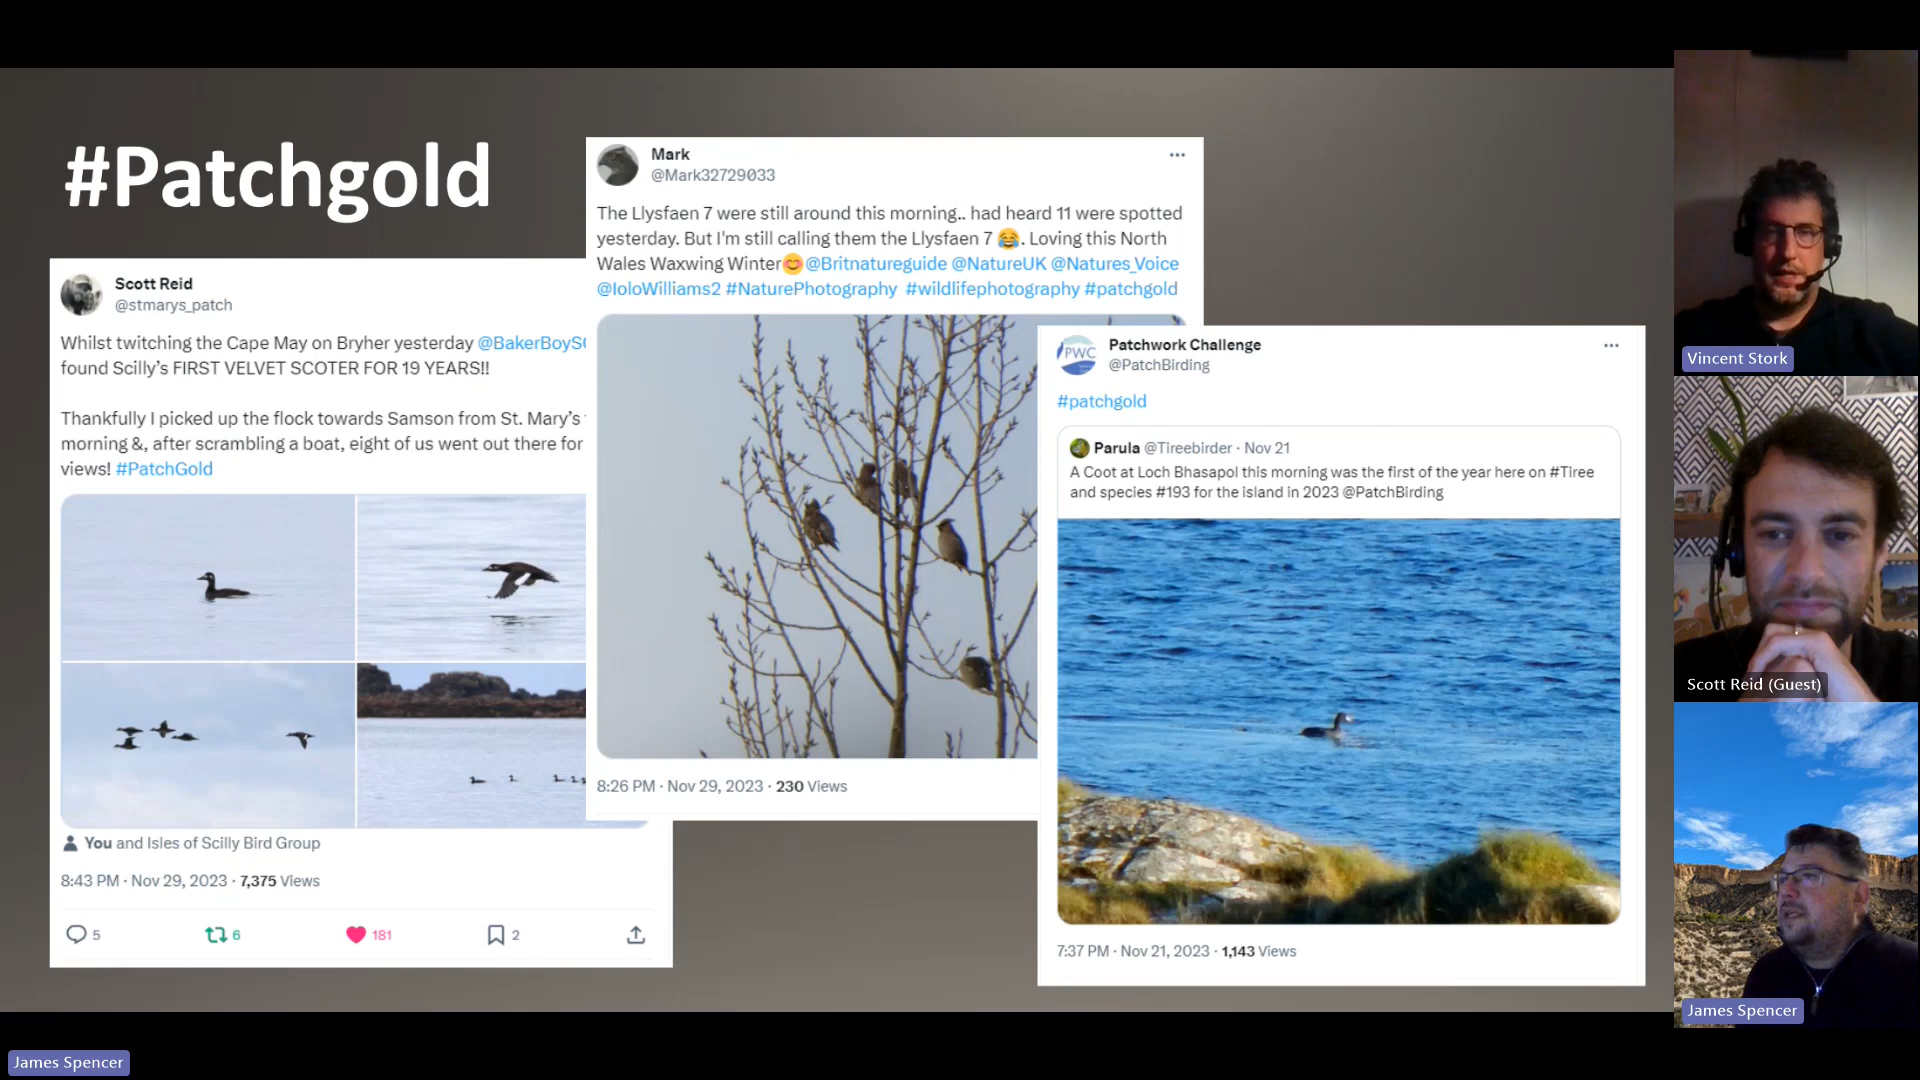 #Patchgold
Scott Reid
@stmarys_patch
Whilst twitching the Cape May on Bryher yesterday @BakerBoyS
found Scilly's FIRST VELVET SCOTER FOR 19 YEARS!!
Thankfully I picked up the flock towards Samson from St. Mary's
morning &, after scrambling a boat, eight of us went out there for
views! #PatchGold
You and Isles of Scilly Bird Group
8:43 PM · Nov 29, 2023 · 7,375 Views
5 6 181 2
Mark
@Mark32729033
The Llysfaen 7 were still around this morning.. had heard 11 were spotted
yesterday. But I'm still calling them the Llysfaen 7 😂. Loving this North
Wales Waxwing Winter😊@Britnatureguide @NatureUK @Natures_Voice
@IoloWilliams2 #NaturePhotography #wildlifephotography #patchgold
8:26 PM · Nov 29, 2023 · 230 Views
PWC
Patchwork Challenge
@PatchBirding
#patchgold
Parula @Tireebirder · Nov 21
A Coot at Loch Bhasapol this morning was the first of the year here on #Tiree
and species #193 for the island in 2023 @PatchBIrding
7:37 PM · Nov 21, 2023 · 1,143 Views
Vincent Stork
Scott Reid (Guest)
James Spencer
James Spencer